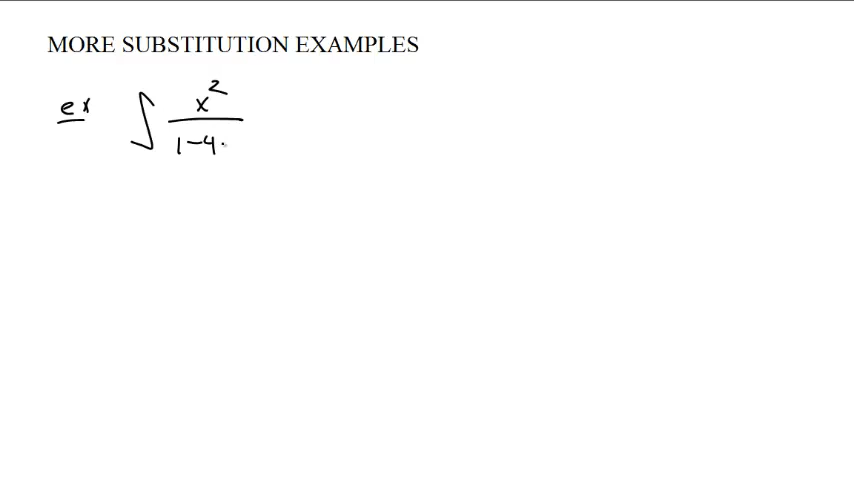 MORE SUBSTITUTION EXAMPLES
ex ∫ x² / 1-4